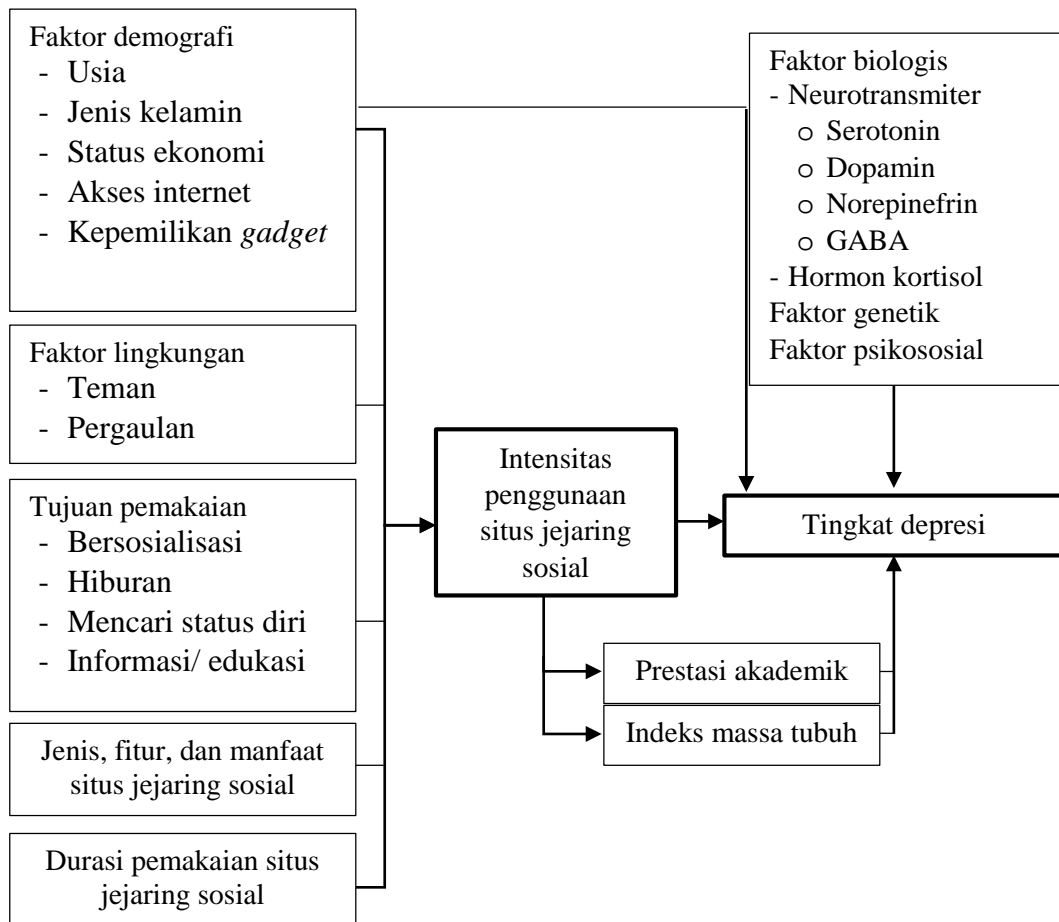 Faktor demografi
- Usia
- Jenis kelamin
- Status ekonomi
- Akses internet
- Kepemilikan gadget
Faktor lingkungan
- Teman
- Pergaulan
Tujuan pemakaian
- Bersosialisasi
- Hiburan
- Mencari status diri
- Informasi/ edukasi
Jenis, fitur, dan manfaat
situs jejaring sosial
Durasi pemakaian situs
jejaring sosial
Intensitas
penggunaan
situs jejaring
sosial
Prestasi akademik
Indeks massa tubuh
Faktor biologis
- Neurotransmiter
o Serotonin
o Dopamin
o Norepinefrin
o GABA
- Hormon kortisol
Faktor genetik
Faktor psikososial
Tingkat depresi